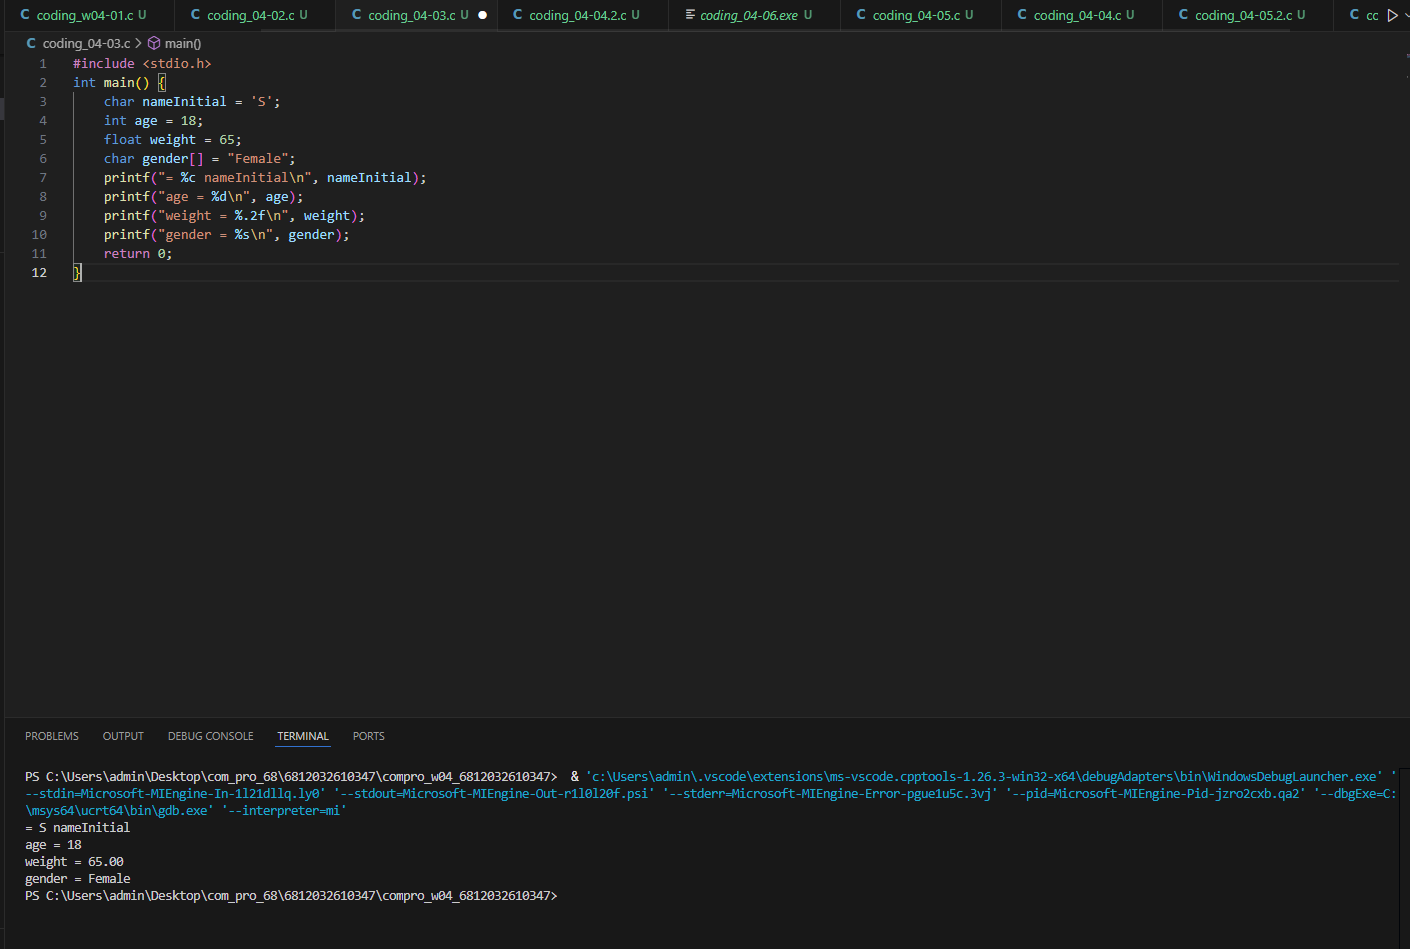 coding_w04-01.c U coding_04-02.c U coding_04-03.c U coding_04-04.2.c U coding_04-06.exe U coding_04-05.c U coding_04-04.c U coding_04-05.2.c U cc
coding_04-03.c > main()
1 #include <stdio.h>
2 int main() {
3 char nameInitial = 'S';
4 int age = 18;
5 float weight = 65;
6 char gender[] = "Female";
7 printf("= %c nameInitial\n", nameInitial);
8 printf("age = %d\n", age);
9 printf("weight = %.2f\n", weight);
10 printf("gender = %s\n", gender);
11 return 0;
12 }
PROBLEMS OUTPUT DEBUG CONSOLE TERMINAL PORTS
PS C:\Users\admin\Desktop\com_pro_68\6812032610347\compro_w04_6812032610347> & 'c:\Users\admin\.vscode\extensions\ms-vscode.cpptools-1.26.3-win32-x64\debugAdapters\bin\WindowsDebugLauncher.exe' '
--stdin=Microsoft-MIEngine-In-1l21dllq.ly0' '--stdout=Microsoft-MIEngine-Out-r1l0l20f.psi' '--stderr=Microsoft-MIEngine-Error-pgue1u5c.3vj' '--pid=Microsoft-MIEngine-Pid-jzro2cxb.qa2' '--dbgExe=C:
\msys64\ucrt64\bin\gdb.exe' '--interpreter=mi'
= S nameInitial
age = 18
weight = 65.00
gender = Female
PS C:\Users\admin\Desktop\com_pro_68\6812032610347\compro_w04_6812032610347>